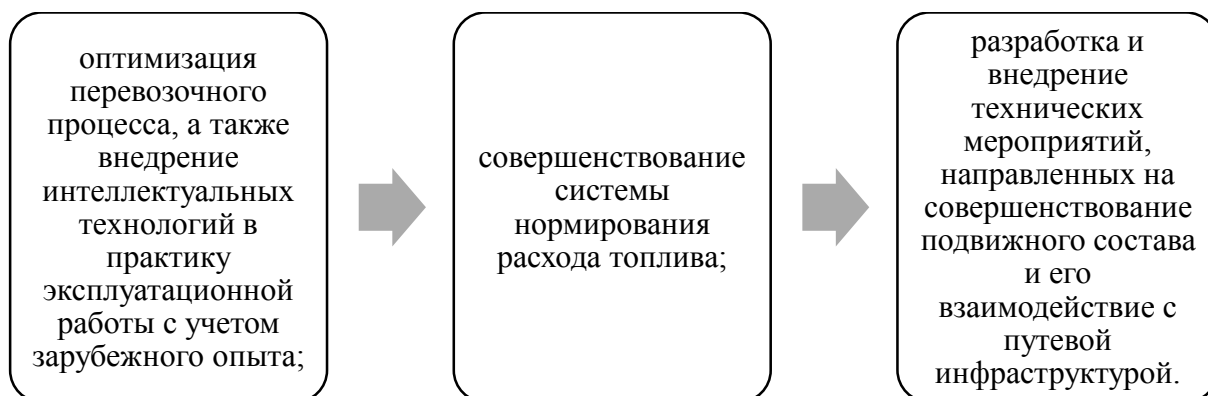 оптимизация
перевозочного
процесса, а также
внедрение
интеллектуальных
технологий в
практику
эксплуатационной
работы с учетом
зарубежного опыта;
совершенствование
системы
нормирования
расхода топлива;
разработка и
внедрение
технических
мероприятий,
направленных на
совершенствование
подвижного состава
и его
взаимодействие с
путевой
инфраструктурой.